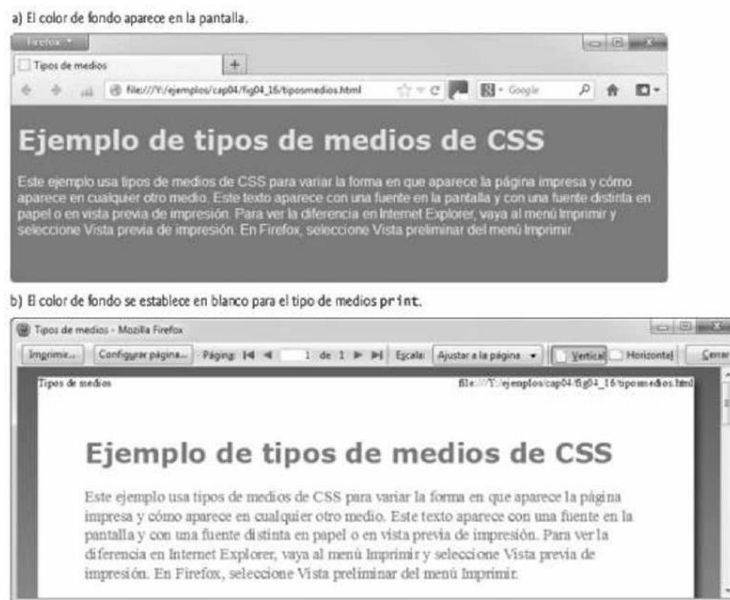 a) El color de fondo aparece en la pantalla.
Firefox
Tipos de medios
file:///Y:/ejemplos/cap04/fig04_16/tiposmedios.html
Google
Ejemplo de tipos de medios de CSS
Este ejemplo usa tipos de medios de CSS para variar la forma en que aparece la página impresa y cómo
aparece en cualquier otro medio. Este texto aparece con una fuente en la pantalla y con una fuente distinta en
papel o en vista previa de impresión. Para ver la diferencia en Internet Explorer, vaya al menú Imprimir y
seleccione Vista previa de impresión. En Firefox, seleccione Vista preliminar del menú Imprimir.
b) El color de fondo se establece en blanco para el tipo de medios print.
Tipos de medios - Mozilla Firefox
Imprimir... Configurar página... Página: 1 de 1 Escala: Ajustar a la página Vertical Horizontal Cerrar
Tipos de medios file:///Y:/ejemplos/cap04/fig04_16/tiposmedios.html
Ejemplo de tipos de medios de CSS
Este ejemplo usa tipos de medios de CSS para variar la forma en que aparece la página
impresa y cómo aparece en cualquier otro medio. Este texto aparece con una fuente en la
pantalla y con una fuente distinta en papel o en vista previa de impresión. Para ver la
diferencia en Internet Explorer, vaya al menú Imprimir y seleccione Vista previa de
impresión. En Firefox, seleccione Vista preliminar del menú Imprimir.